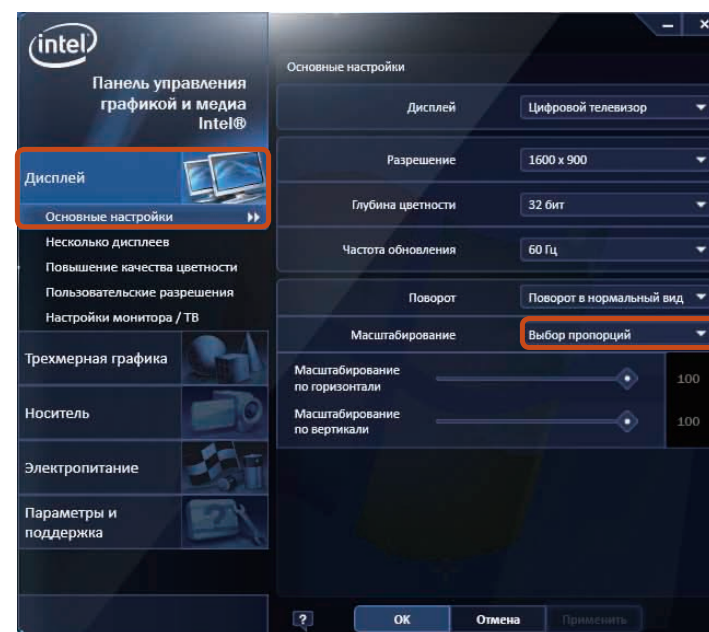 intel
Панель управления
графикой и медиа
Intel®
Дисплей
Основные настройки
Несколько дисплеев
Повышение качества цветности
Пользовательские разрешения
Настройки монитора / ТВ
Трехмерная графика
Носитель
Электропитание
Параметры и
поддержка
Основные настройки
Дисплей Цифровой телевизор
Разрешение 1600 x 900
Глубина цветности 32 бит
Частота обновления 60 Гц
Поворот Поворот в нормальный вид
Масштабирование Выбор пропорций
Масштабирование
по горизонтали 100
Масштабирование
по вертикали 100
? ОК Отмена Применить